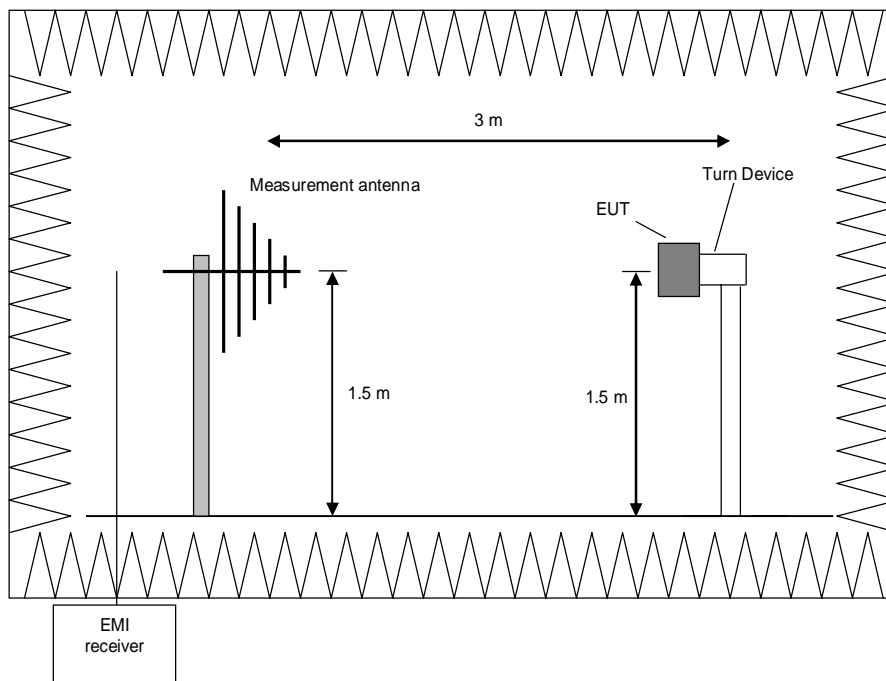 3 m
Measurement antenna
Turn Device
EUT
1.5 m
1.5 m
EMI
receiver